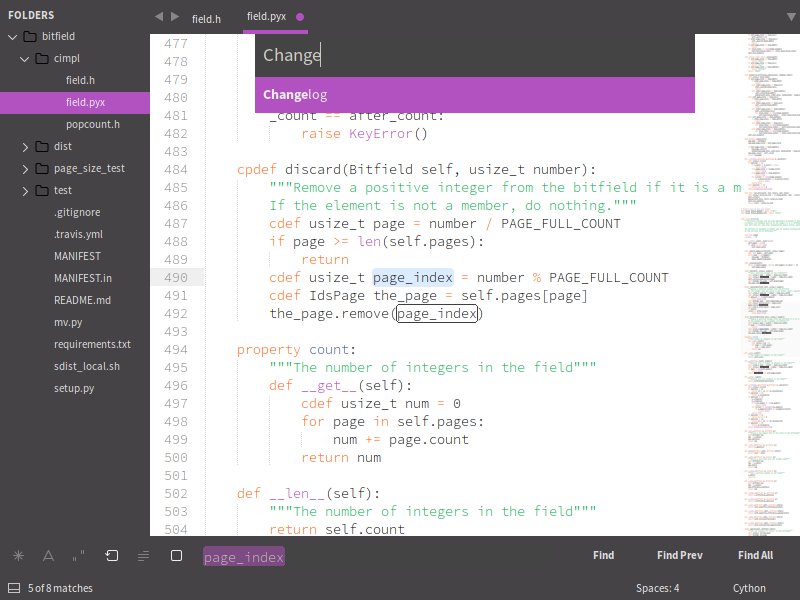 FOLDERS
bitfield
cimpl
field.h
field.pyx
popcount.h
dist
page_size_test
test
.gitignore
.travis.yml
MANIFEST
MANIFEST.in
README.md
mv.py
requirements.txt
sdist_local.sh
setup.py
field.h
field.pyx
Change
Changelog
477
478
479
480
481 _count == after_count:
482 raise KeyError()
483
484 cpdef discard(Bitfield self, usize_t number):
485 """Remove a positive integer from the bitfield if it is a m
486 If the element is not a member, do nothing."""
487 cdef usize_t page = number / PAGE_FULL_COUNT
488 if page >= len(self.pages):
489 return
490 cdef usize_t page_index = number % PAGE_FULL_COUNT
491 cdef IdsPage the_page = self.pages[page]
492 the_page.remove(page_index)
493
494 property count:
495 """The number of integers in the field"""
496 def __get__(self):
497 cdef usize_t num = 0
498 for page in self.pages:
499 num += page.count
500 return num
501
502 def __len__(self):
503 """The number of integers in the field"""
504 return self.count
page_index
Find
Find Prev
Find All
5 of 8 matches
Spaces: 4
Cython